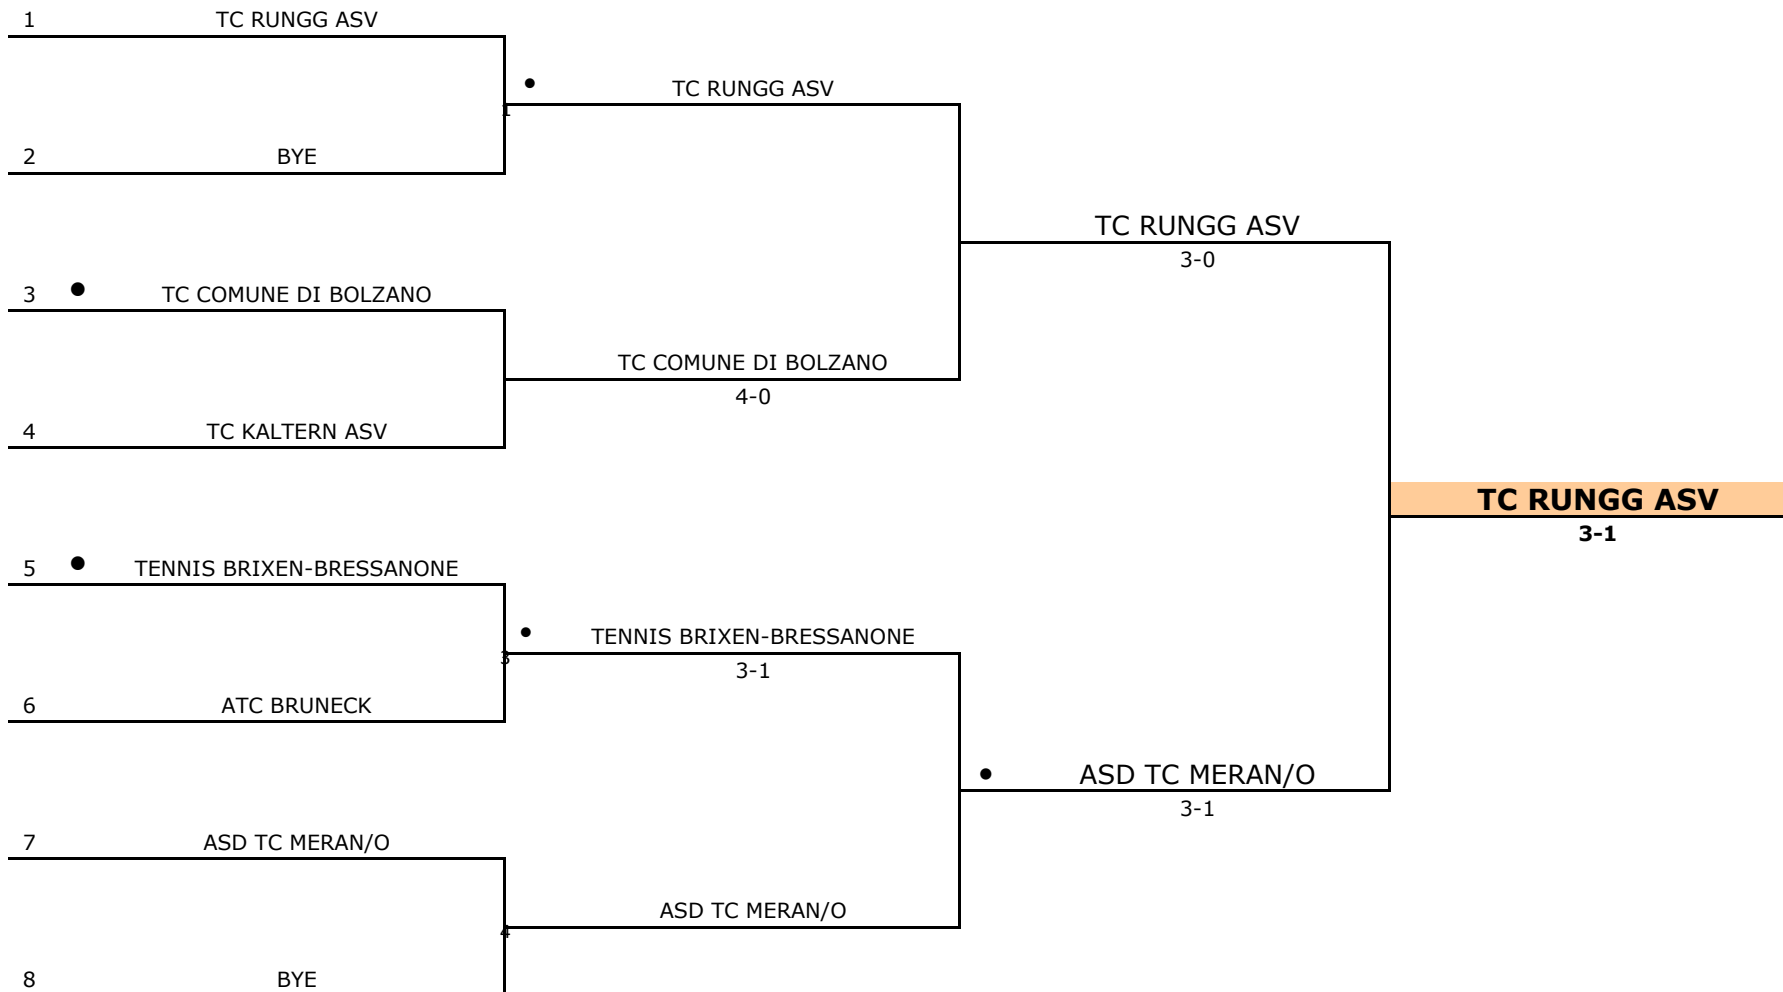 1 TC RUNGG ASV
• TC RUNGG ASV
1
2 BYE
TC RUNGG ASV
3-0
3 • TC COMUNE DI BOLZANO
TC COMUNE DI BOLZANO
4-0
4 TC KALTERN ASV
TC RUNGG ASV
3-1
5 • TENNIS BRIXEN-BRESSANONE
• TENNIS BRIXEN-BRESSANONE
3
3-1
6 ATC BRUNECK
• ASD TC MERAN/O
3-1
7 ASD TC MERAN/O
ASD TC MERAN/O
4
8 BYE